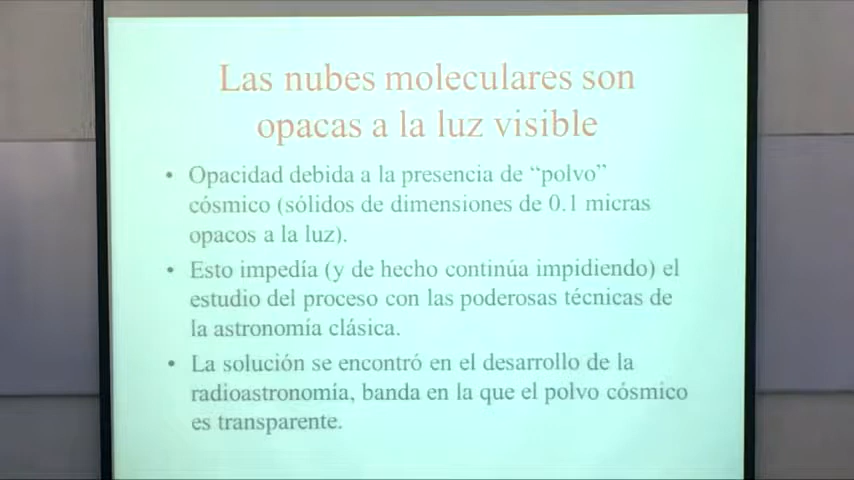 Las nubes moleculares son
opacas a la luz visible
• Opacidad debida a la presencia de “polvo”
cósmico (sólidos de dimensiones de 0.1 micras
opacos a la luz).
• Esto impedía (y de hecho continúa impidiendo) el
estudio del proceso con las poderosas técnicas de
la astronomía clásica.
• La solución se encontró en el desarrollo de la
radioastronomía, banda en la que el polvo cósmico
es transparente.